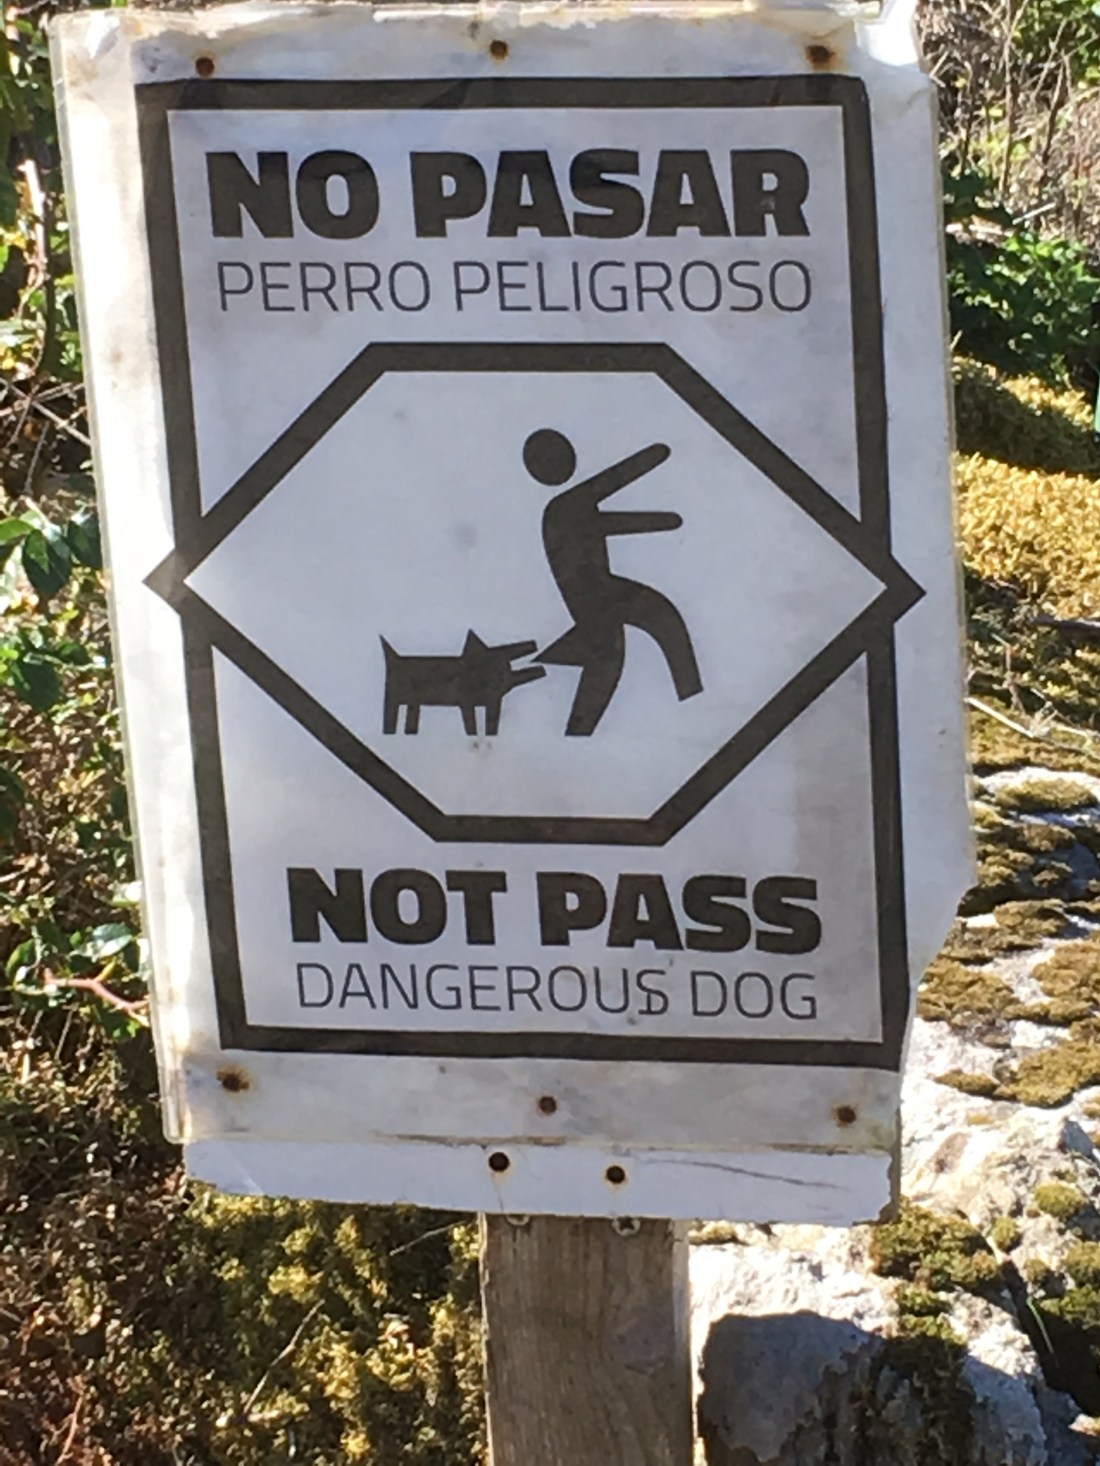 NO PASAR
PERRO PELIGROSO
NOT PASS
DANGEROUS DOG